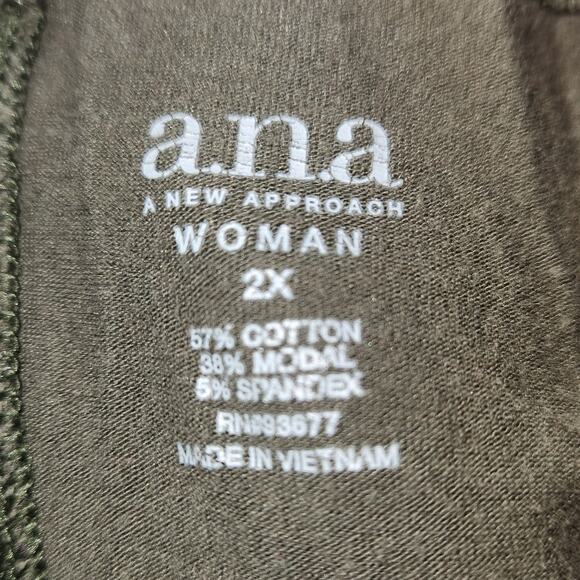 a.n.a
A NEW APPROACH
WOMAN
2X
57% COTTON
38% MODAL
5% SPANDEX
RN#93677
MADE IN VIETNAM